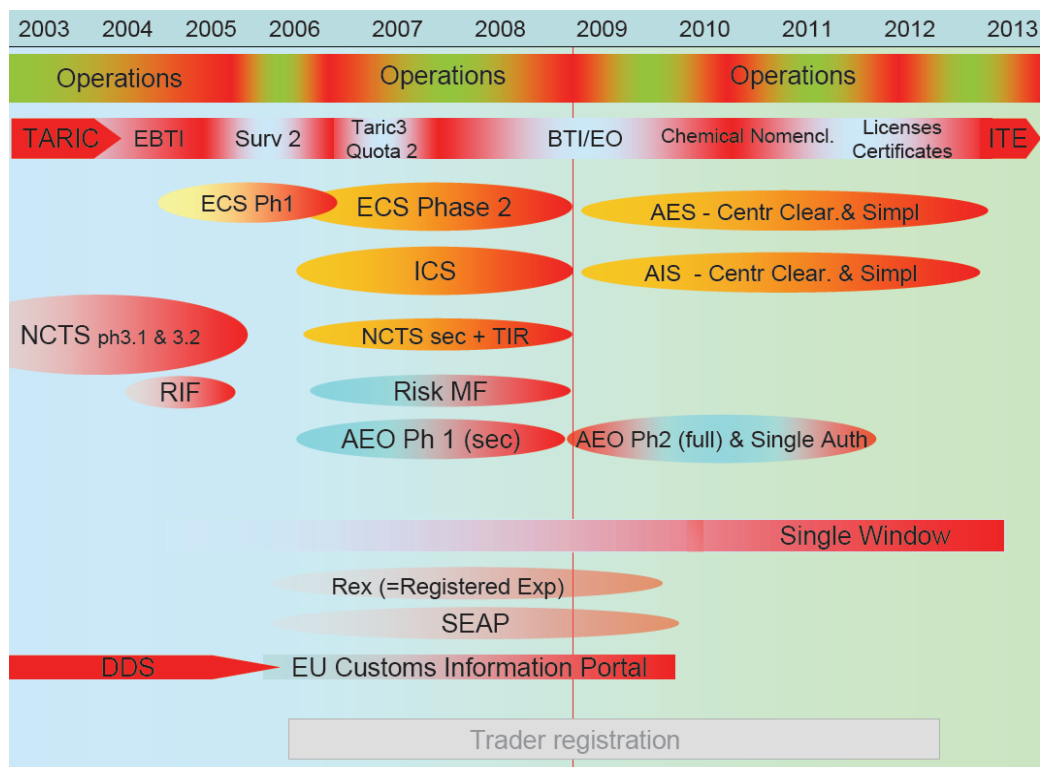 2003 2004 2005 2006 2007 2008 2009 2010 2011 2012 2013
Operations Operations Operations
TARIC EBTI Surv 2 Taric3 Quota 2 BTI/EO Chemical Nomencl. Licenses Certificates ITE
ECS Ph1 ECS Phase 2 AES - Centr Clear.& Simpl
ICS AIS - Centr Clear. & Simpl
NCTS ph3.1 & 3.2 NCTS sec + TIR
RIF Risk MF
AEO Ph 1 (sec) AEO Ph2 (full) & Single Auth
Single Window
Rex (=Registered Exp)
SEAP
DDS EU Customs Information Portal
Trader registration